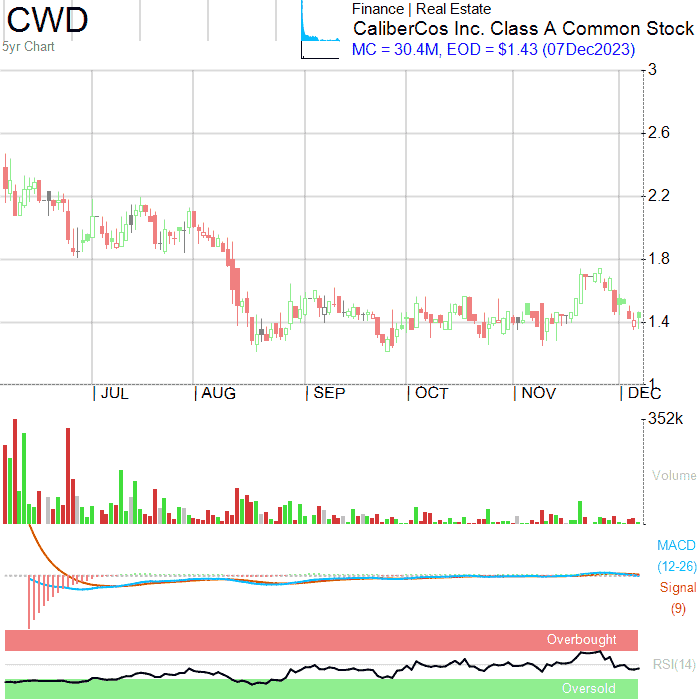 CWD
5yr Chart
Finance | Real Estate
CaliberCos Inc. Class A Common Stock
MC = 30.4M, EOD = $1.43 (07Dec2023)
3
2.6
2.2
1.8
1.4
1
JUL AUG SEP OCT NOV DEC
352k
Volume
MACD
(12-26)
Signal
(9)
Overbought
RSI(14)
Oversold